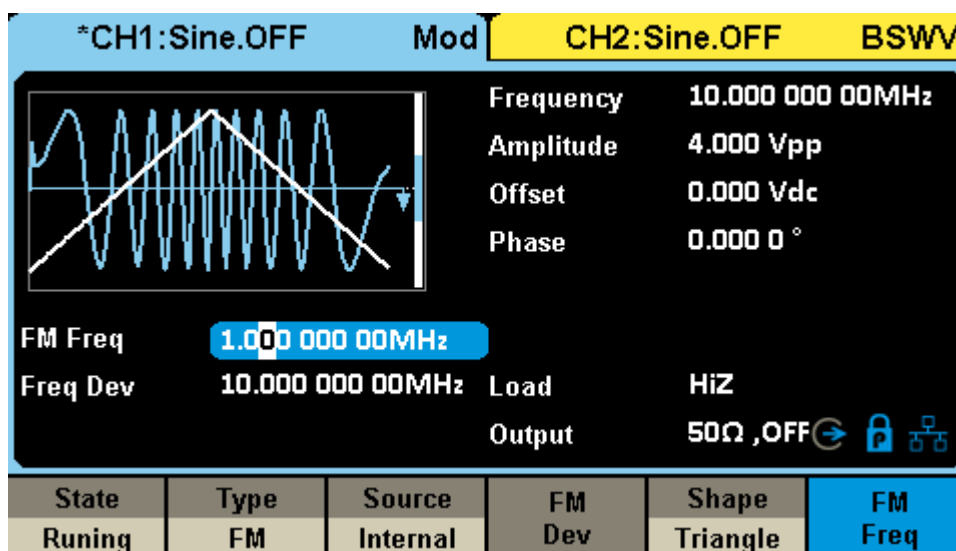 *CH1:Sine.OFF Mod CH2:Sine.OFF BSWV
Frequency 10.000 000 00MHz
Amplitude 4.000 Vpp
Offset 0.000 Vdc
Phase 0.000 0 °
FM Freq 1.000 000 00MHz
Freq Dev 10.000 000 00MHz Load HiZ
Output 50Ω ,OFF P
State Type Source FM Dev Shape FM Freq
Runing FM Internal Triangle